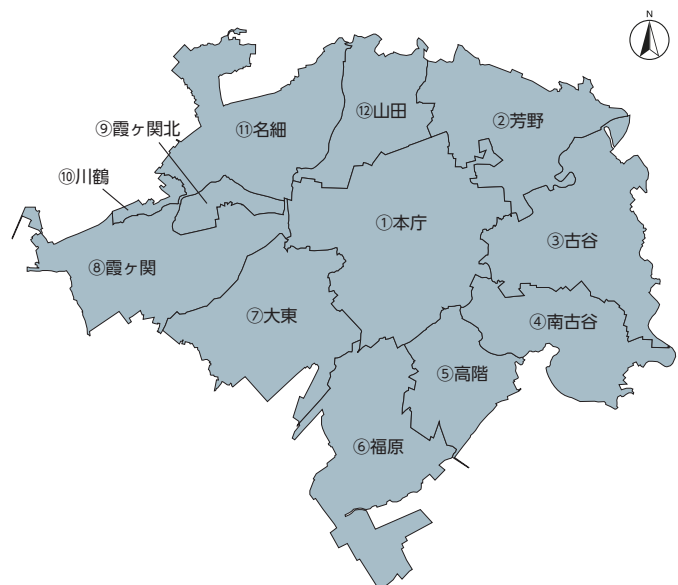 N
⑫山田
②芳野
⑨霞ヶ関北
⑪名細
⑩川鶴
①本庁
③古谷
⑧霞ヶ関
⑦大東
④南古谷
⑤高階
⑥福原